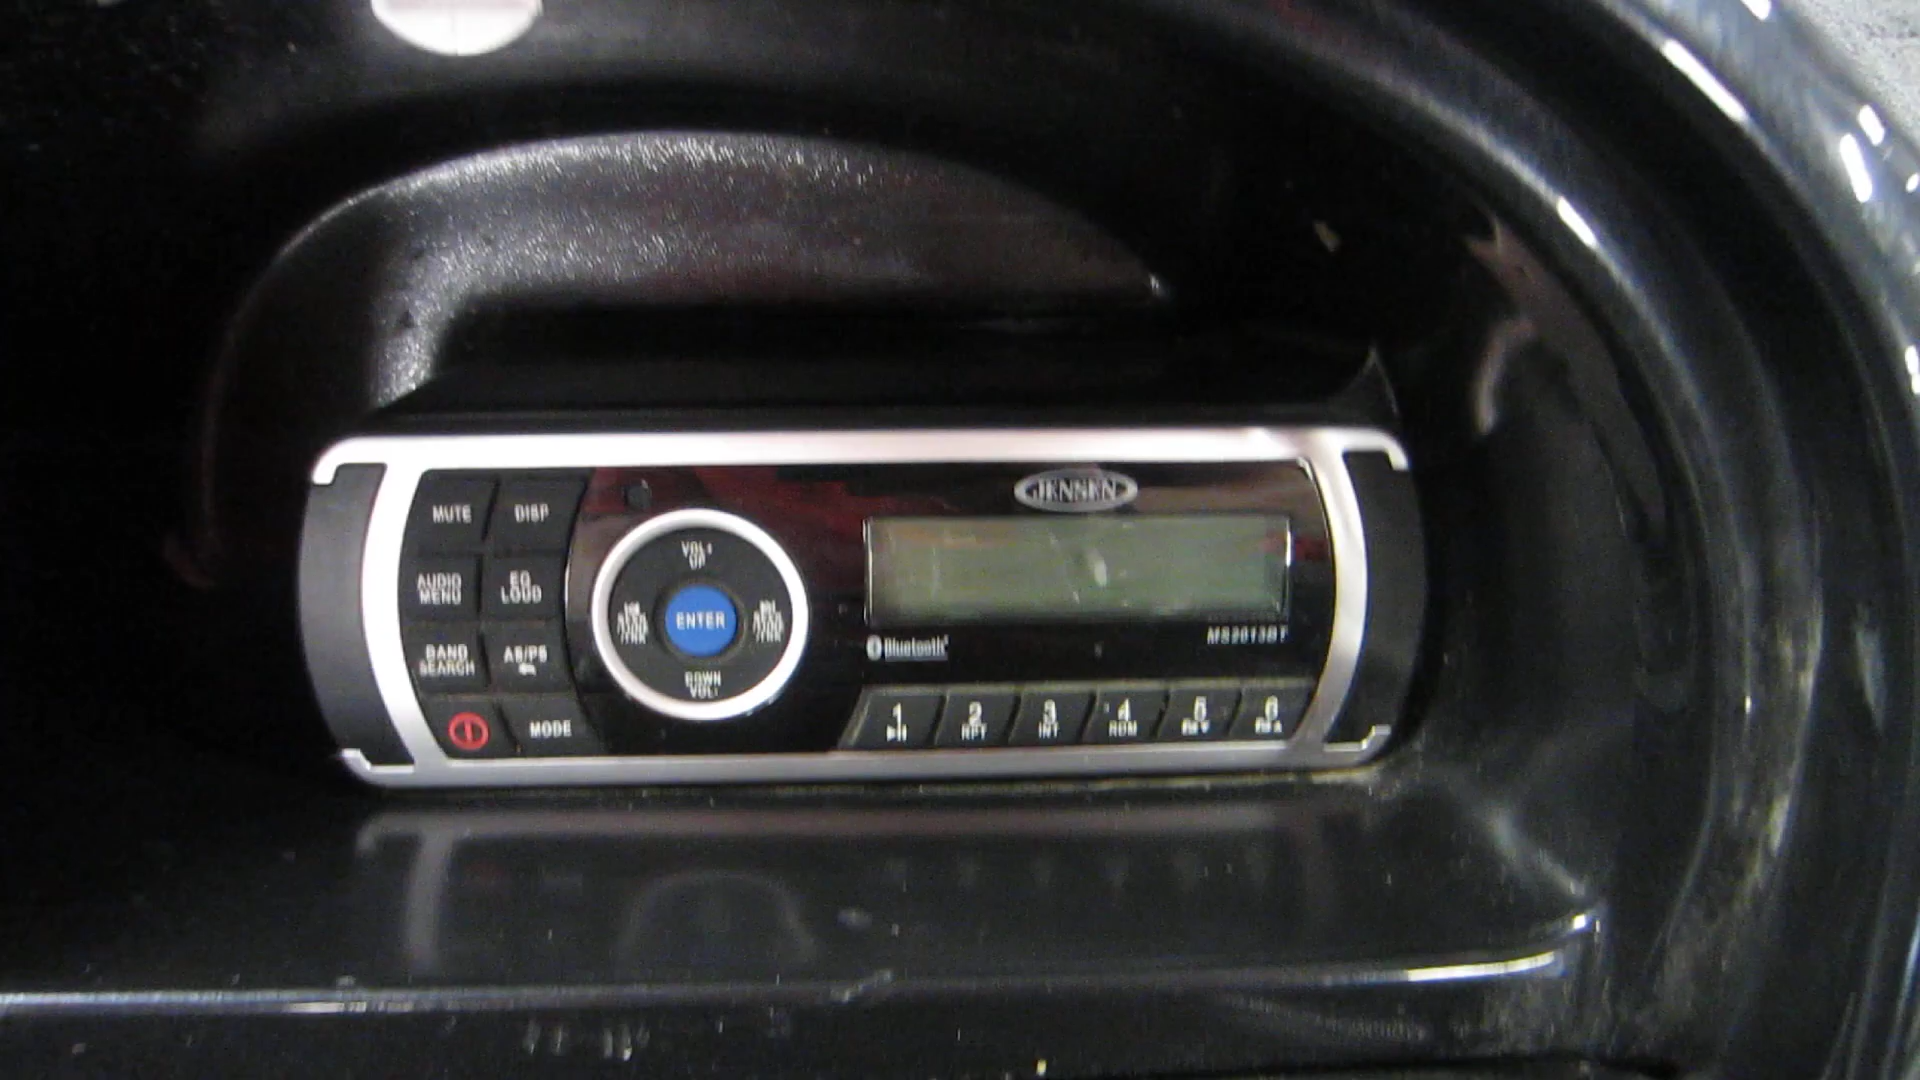 JENSEN
MUTE
DISP
AUDIO
MENU
EQ
LOUD
BAND
SEARCH
AS/PS
MODE
VOL+
UP
ENTER
DOWN
VOL-
Bluetooth
MS2013BT
1
2
RPT
3
INT
4
RDM
5
6